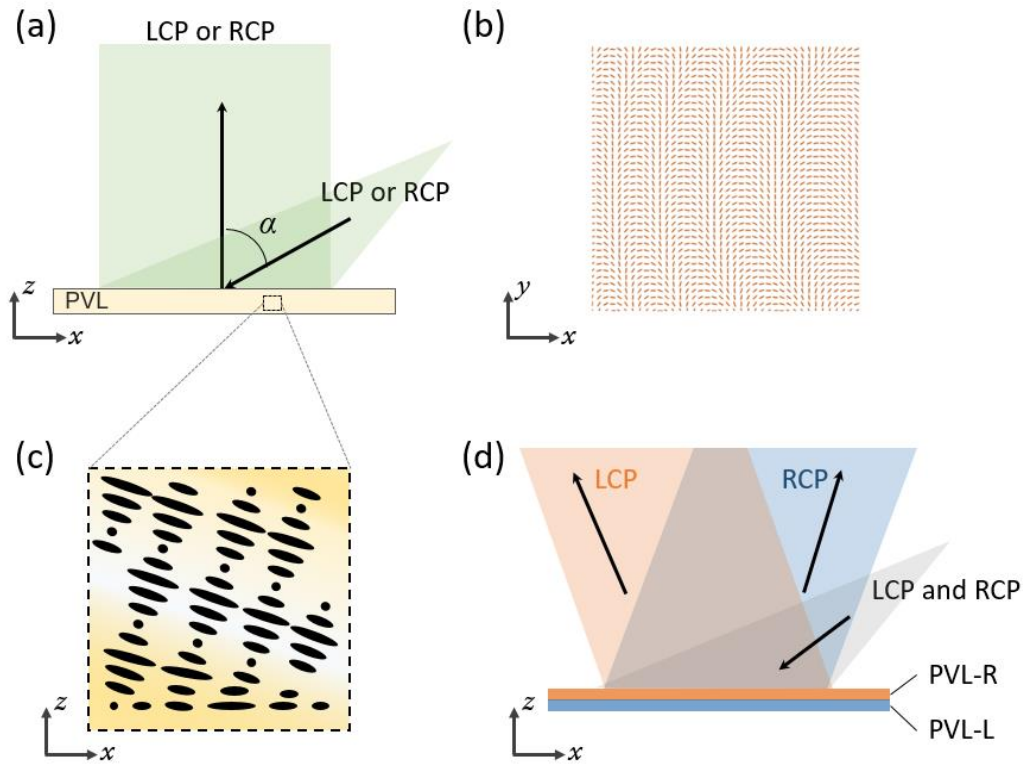 (a)
LCP or RCP
LCP or RCP
α
z
PVL
x
(b)
y
x
(c)
z
x
(d)
LCP
RCP
LCP and RCP
PVL-R
PVL-L
z
x